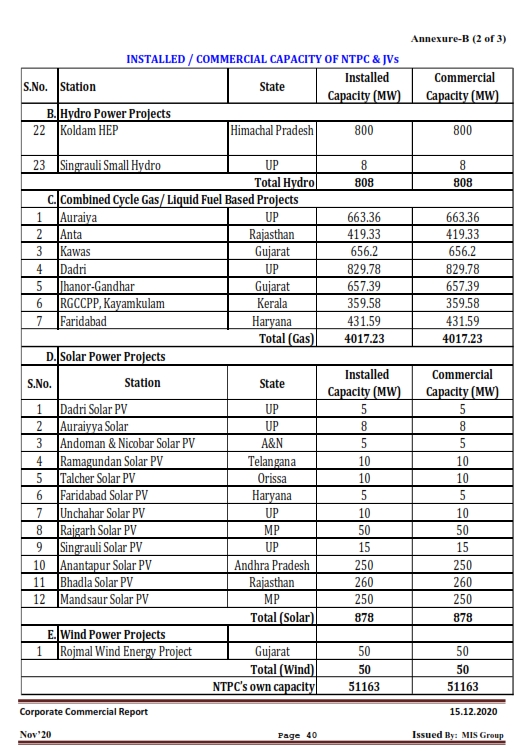 Annexure-B (2 of 3)
INSTALLED / COMMERCIAL CAPACITY OF NTPC & JVs
S.No. Station State Installed Capacity (MW) Commercial Capacity (MW)
B. Hydro Power Projects
22 Koldam HEP Himachal Pradesh 800 800
23 Singrauli Small Hydro UP 8 8
Total Hydro 808 808
C. Combined Cycle Gas/ Liquid Fuel Based Projects
1 Auraiya UP 663.36 663.36
2 Anta Rajasthan 419.33 419.33
3 Kawas Gujarat 656.2 656.2
4 Dadri UP 829.78 829.78
5 Jhanor-Gandhar Gujarat 657.39 657.39
6 RGCCPP, Kayamkulam Kerala 359.58 359.58
7 Faridabad Haryana 431.59 431.59
Total (Gas) 4017.23 4017.23
D. Solar Power Projects
S.No. Station State Installed Capacity (MW) Commercial Capacity (MW)
1 Dadri Solar PV UP 5 5
2 Auraiyya Solar UP 8 8
3 Andoman & Nicobar Solar PV A&N 5 5
4 Ramagundan Solar PV Telangana 10 10
5 Talcher Solar PV Orissa 10 10
6 Faridabad Solar PV Haryana 5 5
7 Unchahar Solar PV UP 10 10
8 Rajgarh Solar PV MP 50 50
9 Singrauli Solar PV UP 15 15
10 Anantapur Solar PV Andhra Pradesh 250 250
11 Bhadla Solar PV Rajasthan 260 260
12 Mandsaur Solar PV MP 250 250
Total (Solar) 878 878
E. Wind Power Projects
1 Rojmal Wind Energy Project Gujarat 50 50
Total (Wind) 50 50
NTPC's own capacity 51163 51163
Corporate Commercial Report 15.12.2020
Nov'20 Page 40 Issued By: MIS Group